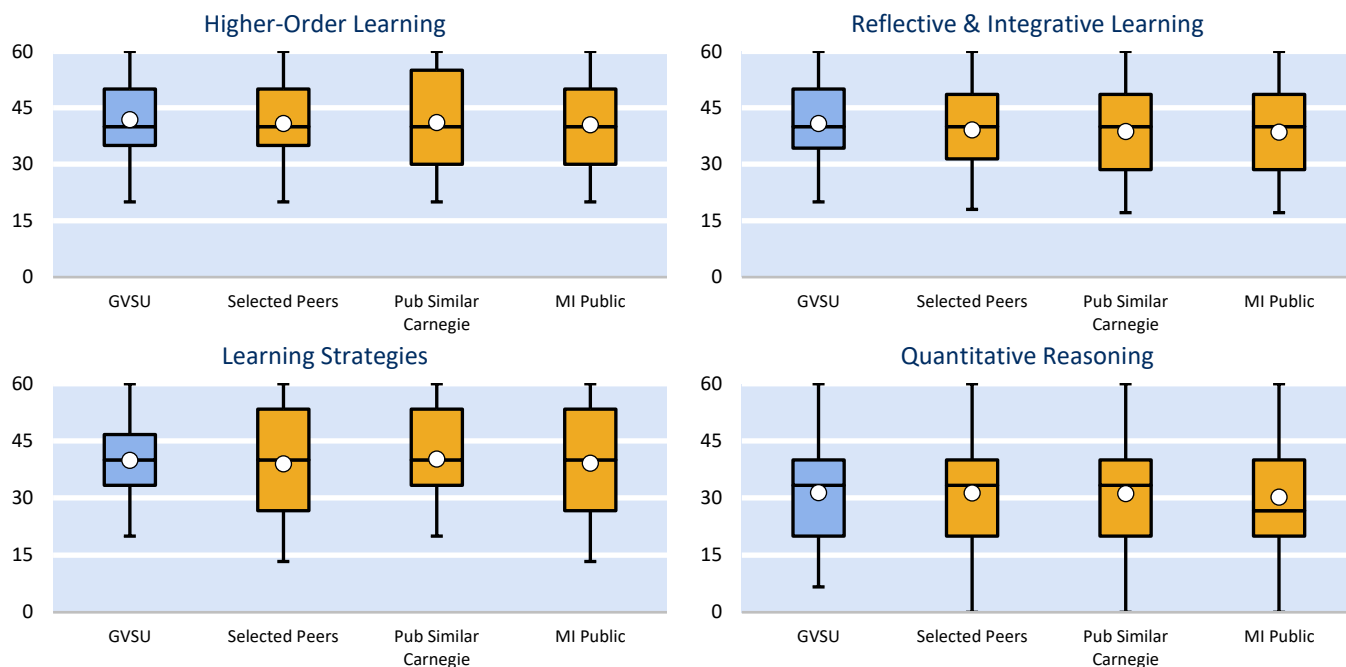 Higher-Order Learning
60
45
30
15
0
GVSU
Selected Peers
Pub Similar
Carnegie
MI Public
Reflective & Integrative Learning
60
45
30
15
0
GVSU
Selected Peers
Pub Similar
Carnegie
MI Public
Learning Strategies
60
45
30
15
0
GVSU
Selected Peers
Pub Similar
Carnegie
MI Public
Quantitative Reasoning
60
45
30
15
0
GVSU
Selected Peers
Pub Similar
Carnegie
MI Public